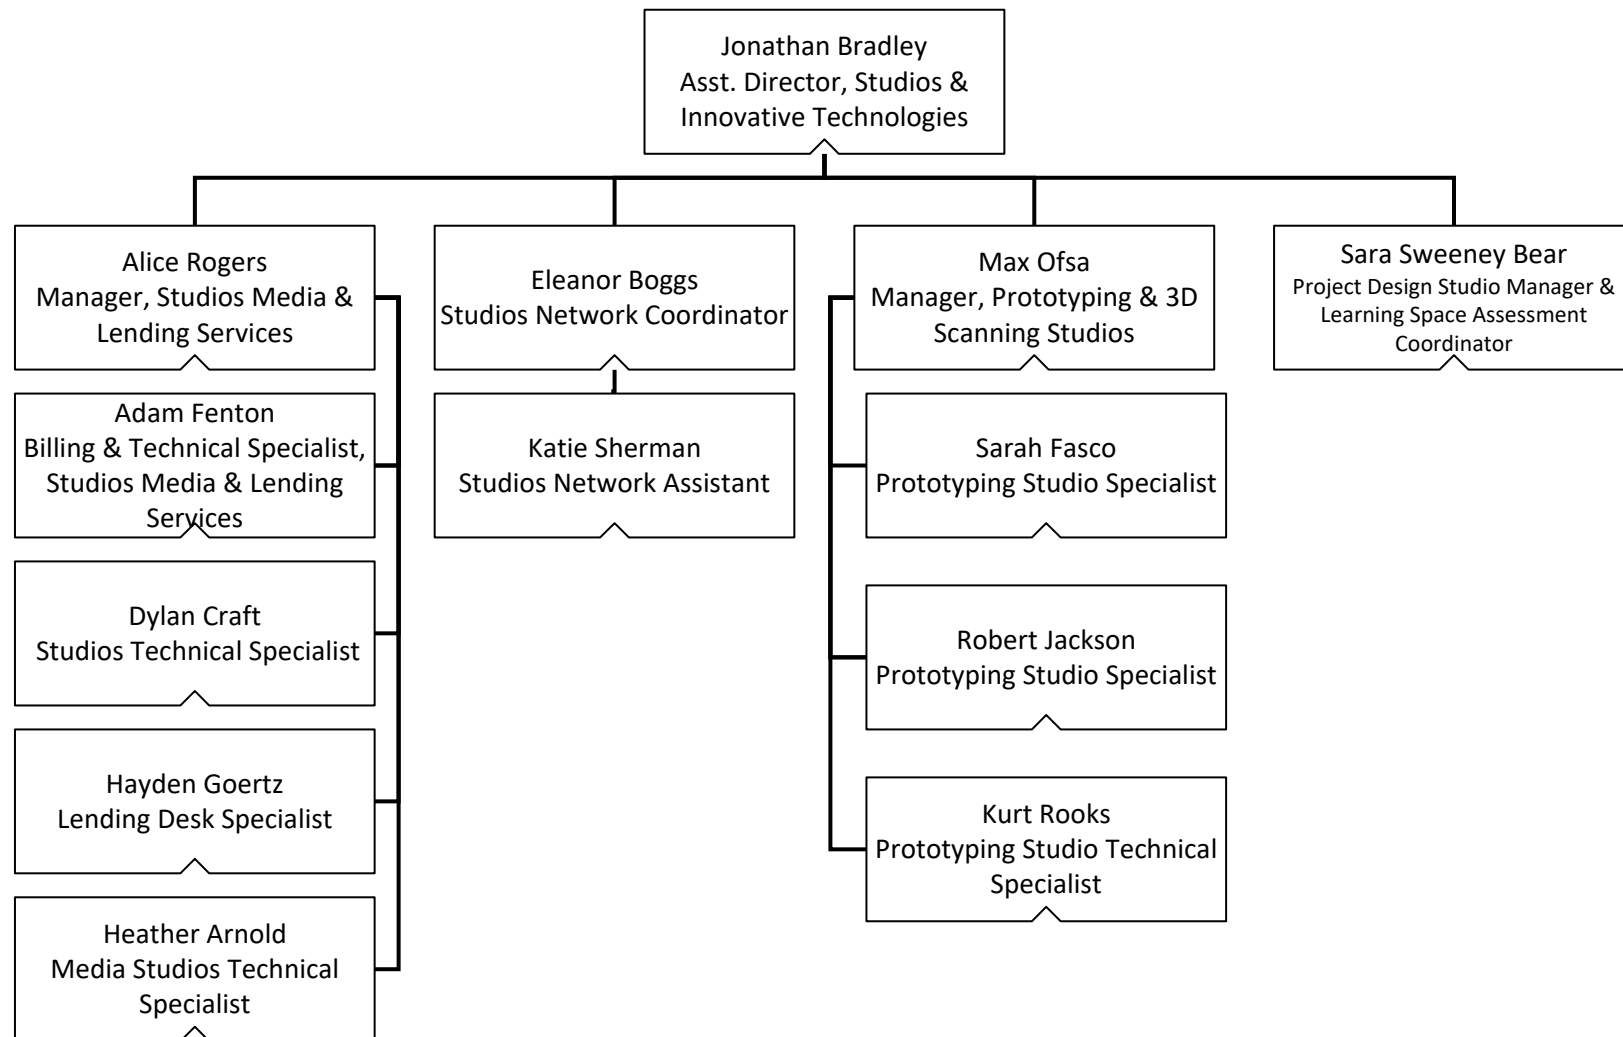 Jonathan Bradley
Asst. Director, Studios &
Innovative Technologies
Alice Rogers
Manager, Studios Media &
Lending Services
Eleanor Boggs
Studios Network Coordinator
Max Ofsa
Manager, Prototyping & 3D
Scanning Studios
Sara Sweeney Bear
Project Design Studio Manager &
Learning Space Assessment
Coordinator
Adam Fenton
Billing & Technical Specialist,
Studios Media & Lending
Services
Katie Sherman
Studios Network Assistant
Sarah Fasco
Prototyping Studio Specialist
Dylan Craft
Studios Technical Specialist
Robert Jackson
Prototyping Studio Specialist
Hayden Goertz
Lending Desk Specialist
Kurt Rooks
Prototyping Studio Technical
Specialist
Heather Arnold
Media Studios Technical
Specialist